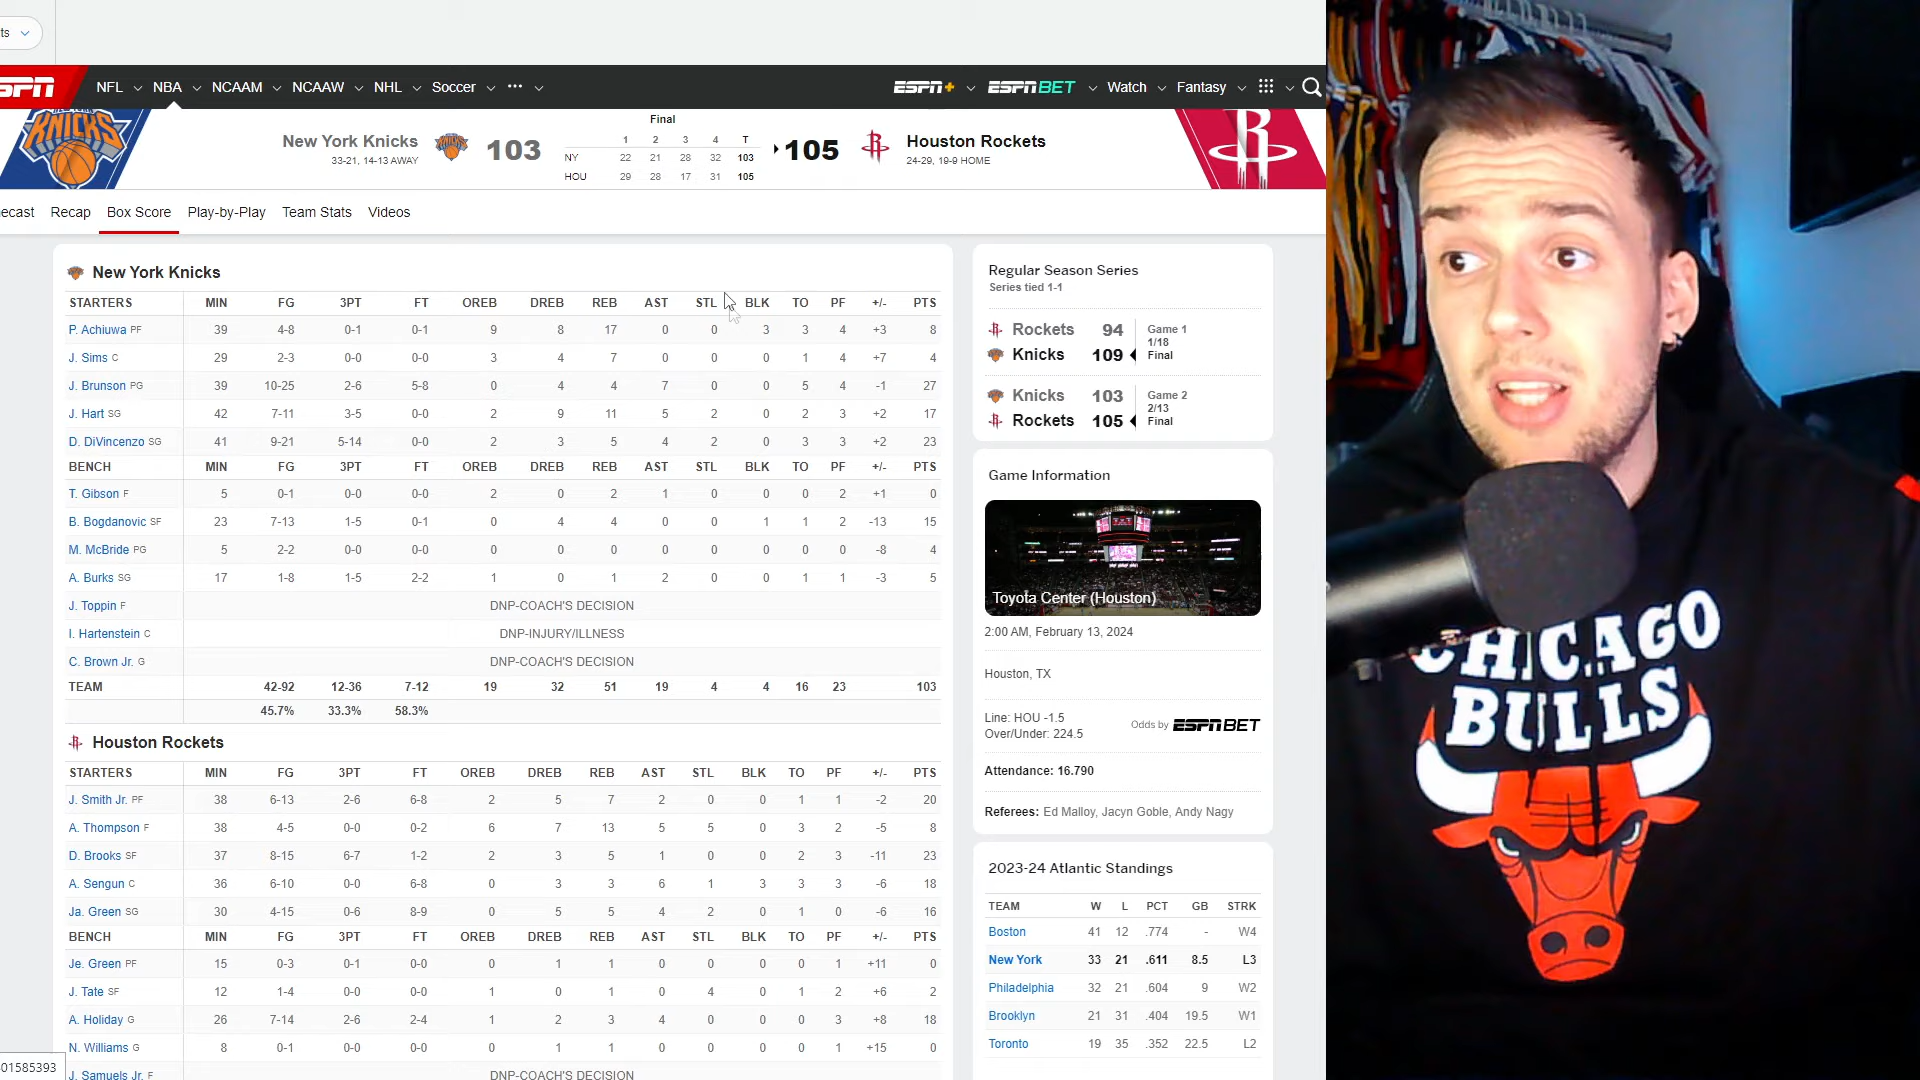 ts
ESPN NFL NBA NCAAM NCAAW NHL Soccer ••• ESPN+ ESPN BET Watch Fantasy
KNICKS
New York Knicks
33-21, 14-13 AWAY
103
Final
1 2 3 4 T
NY 22 21 28 32 103
HOU 29 28 17 31 105
105
Houston Rockets
24-29, 19-9 HOME
R
ecast Recap Box Score Play-by-Play Team Stats Videos
New York Knicks
STARTERS MIN FG 3PT FT OREB DREB REB AST STL BLK TO PF +/- PTS
P. Achiuwa PF 39 4-8 0-1 0-1 9 8 17 0 0 3 3 4 +3 8
J. Sims C 29 2-3 0-0 0-0 3 4 7 0 0 0 1 4 +7 4
J. Brunson PG 39 10-25 2-6 5-8 0 4 4 7 0 0 5 4 -1 27
J. Hart SG 42 7-11 3-5 0-0 2 9 11 5 2 0 2 3 +2 17
D. DiVincenzo SG 41 9-21 5-14 0-0 2 3 5 4 2 0 3 3 +2 23
BENCH MIN FG 3PT FT OREB DREB REB AST STL BLK TO PF +/- PTS
T. Gibson F 5 0-1 0-0 0-0 2 0 2 1 0 0 0 2 +1 0
B. Bogdanovic SF 23 7-13 1-5 0-1 0 4 4 0 0 1 1 2 -13 15
M. McBride PG 5 2-2 0-0 0-0 0 0 0 0 0 0 0 0 -8 4
A. Burks SG 17 1-8 1-5 2-2 1 0 1 2 0 0 1 1 -3 5
J. Toppin F DNP-COACH'S DECISION
I. Hartenstein C DNP-INJURY/ILLNESS
C. Brown Jr. G DNP-COACH'S DECISION
TEAM 42-92 12-36 7-12 19 32 51 19 4 4 16 23 103
45.7% 33.3% 58.3%
Houston Rockets
STARTERS MIN FG 3PT FT OREB DREB REB AST STL BLK TO PF +/- PTS
J. Smith Jr. PF 38 6-13 2-6 6-8 2 5 7 2 0 0 1 1 -2 20
A. Thompson F 38 4-5 0-0 0-2 6 7 13 5 5 0 3 2 -5 8
D. Brooks SF 37 8-15 6-7 1-2 2 3 5 1 0 0 2 3 -11 23
A. Sengun C 36 6-10 0-0 6-8 0 3 3 6 1 3 3 3 -6 18
Ja. Green SG 30 4-15 0-6 8-9 0 5 5 4 2 0 1 0 -6 16
BENCH MIN FG 3PT FT OREB DREB REB AST STL BLK TO PF +/- PTS
Je. Green PF 15 0-3 0-1 0-0 0 1 1 0 0 0 0 1 +11 0
J. Tate SF 12 1-4 0-0 0-0 1 0 1 0 4 0 1 2 +6 2
A. Holiday G 26 7-14 2-6 2-4 1 2 3 4 0 0 0 3 +8 18
N. Williams G 8 0-1 0-0 0-0 0 1 1 0 0 0 0 1 +15 0
J. Samuels Jr. F DNP-COACH'S DECISION
01585393
Regular Season Series
Series tied 1-1
Rockets 94 Game 1
1/18
Knicks 109 Final
Knicks 103 Game 2
2/13
Rockets 105 Final
Game Information
Toyota Center (Houston)
2:00 AM, February 13, 2024
Houston, TX
Line: HOU -1.5
Over/Under: 224.5
Odds by ESPN BET
Attendance: 16.790
Referees: Ed Malloy, Jacyn Goble, Andy Nagy
2023-24 Atlantic Standings
TEAM W L PCT GB STRK
Boston 41 12 .774 - W4
New York 33 21 .611 8.5 L3
Philadelphia 32 21 .604 9 W2
Brooklyn 21 31 .404 19.5 W1
Toronto 19 35 .352 22.5 L2
CHICAGO
BULLS